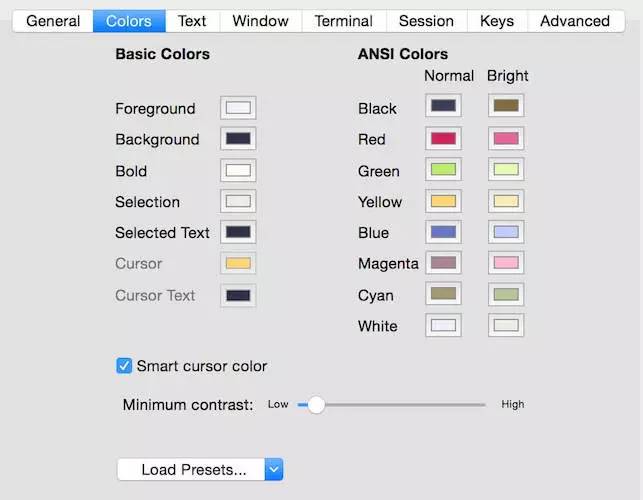 General Colors Text Window Terminal Session Keys Advanced
Basic Colors
Foreground
Background
Bold
Selection
Selected Text
Cursor
Cursor Text
ANSI Colors
Normal Bright
Black
Red
Green
Yellow
Blue
Magenta
Cyan
White
Smart cursor color
Minimum contrast: Low High
Load Presets...